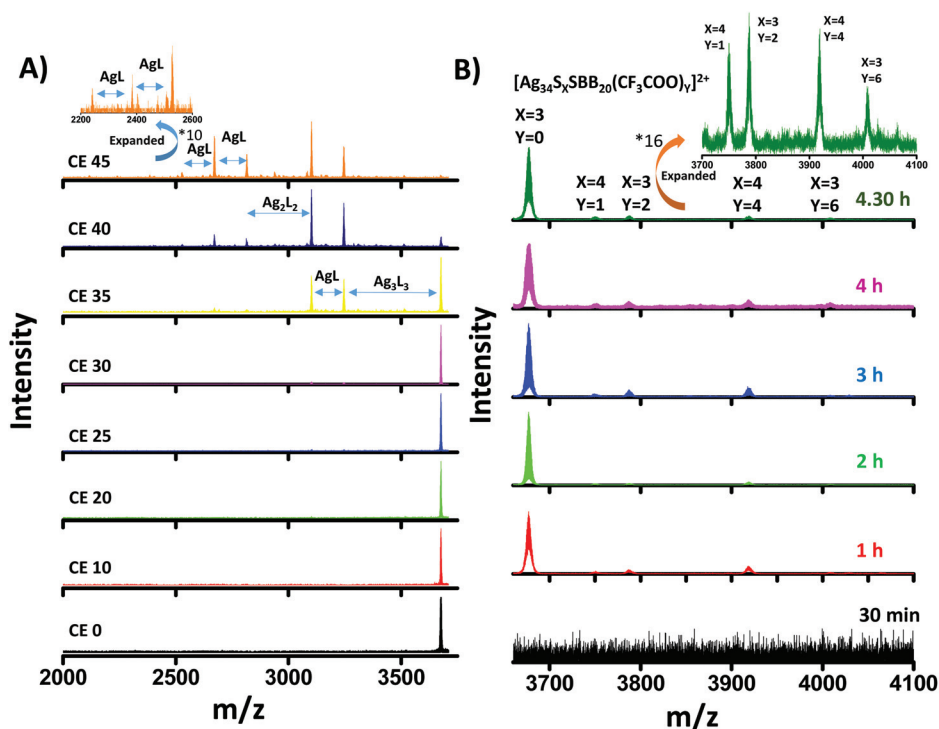 A)
AgL
AgL
2200 2400 2600
Expanded
*10
CE 45
AgL
AgL
CE 40
Ag₂L₂
CE 35
AgL
Ag₃L₃
CE 30
CE 25
CE 20
CE 10
CE 0
Intensity
2000 2500 3000 3500
m/z
B)
X=4
Y=1
X=3
Y=2
X=4
Y=4
X=3
Y=6
3700 3800 3900 4000 4100
[Ag₃₄SₓSBB₂₀(CF₃COO)ᵧ]²⁺
X=3
Y=0
*16
Expanded
X=4
Y=1
X=3
Y=2
X=4
Y=4
X=3
Y=6
4.30 h
4 h
3 h
2 h
1 h
30 min
Intensity
3700 3800 3900 4000 4100
m/z